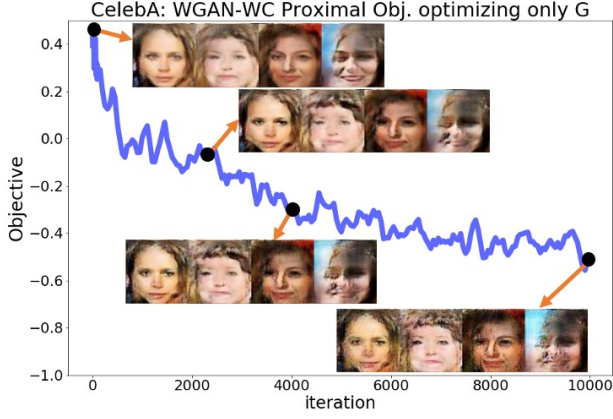 CelebA: WGAN-WC Proximal Obj. optimizing only G
Objective
0.4
0.2
0.0
−0.2
−0.4
−0.6
−0.8
−1.0
0 2000 4000 6000 8000 10000
iteration